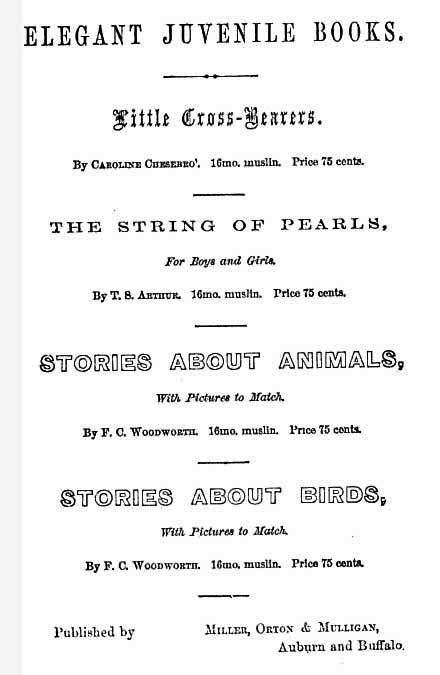 ELEGANT JUVENILE BOOKS.
Little Cross-Bearers.
By CAROLINE CHESEBRO'. 16mo. muslin. Price 75 cents.
THE STRING OF PEARLS,
For Boys and Girls.
By T. S. ARTHUR. 16mo. muslin. Price 75 cents.
STORIES ABOUT ANIMALS,
With Pictures to Match.
By F. C. WOODWORTH. 16mo. muslin. Price 75 cents.
STORIES ABOUT BIRDS,
With Pictures to Match.
By F. C. WOODWORTH. 16mo. muslin. Price 75 cents.
Published by MILLER, ORTON & MULLIGAN,
Auburn and Buffalo.